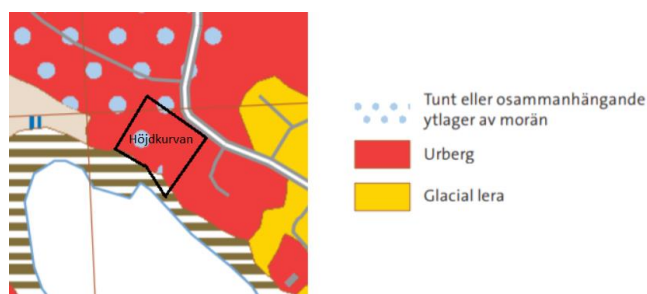 Höjdkurvan
Tunt eller osammanhängande
ytlager av morän
Urberg
Glacial lera